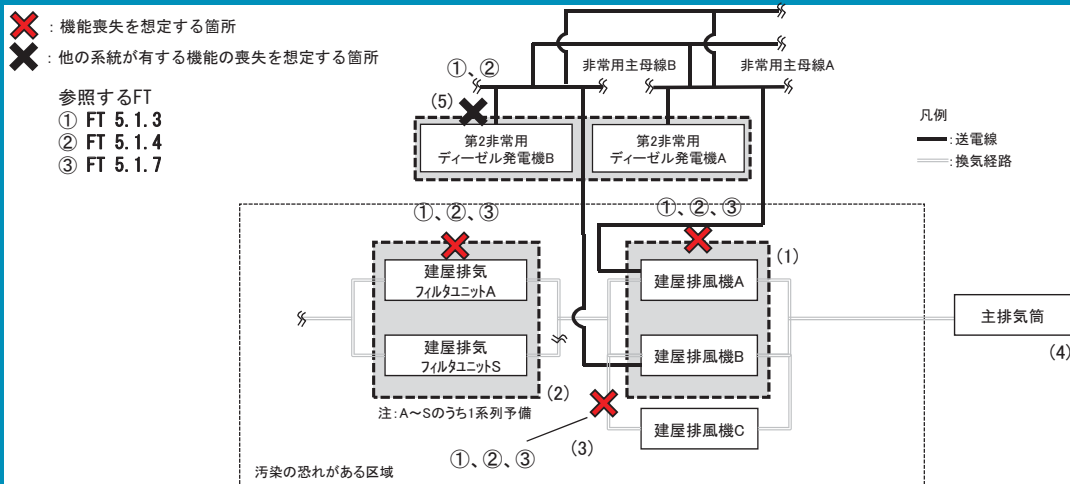 ：機能喪失を想定する箇所
：他の系統が有する機能の喪失を想定する箇所
参照するFT
① FT 5.1.3
② FT 5.1.4
③ FT 5.1.7
①、②
非常用主母線B
非常用主母線A
(5)
第2非常用
ディーゼル発電機B
第2非常用
ディーゼル発電機A
凡例
：送電線
：換気経路
①、②、③
①、②、③
(1)
建屋排気
フィルタユニットA
建屋排風機A
主排気筒
(4)
建屋排気
フィルタユニットS
建屋排風機B
(2)
注：A～Sのうち1系列予備
建屋排風機C
(3)
①、②、③
汚染の恐れがある区域